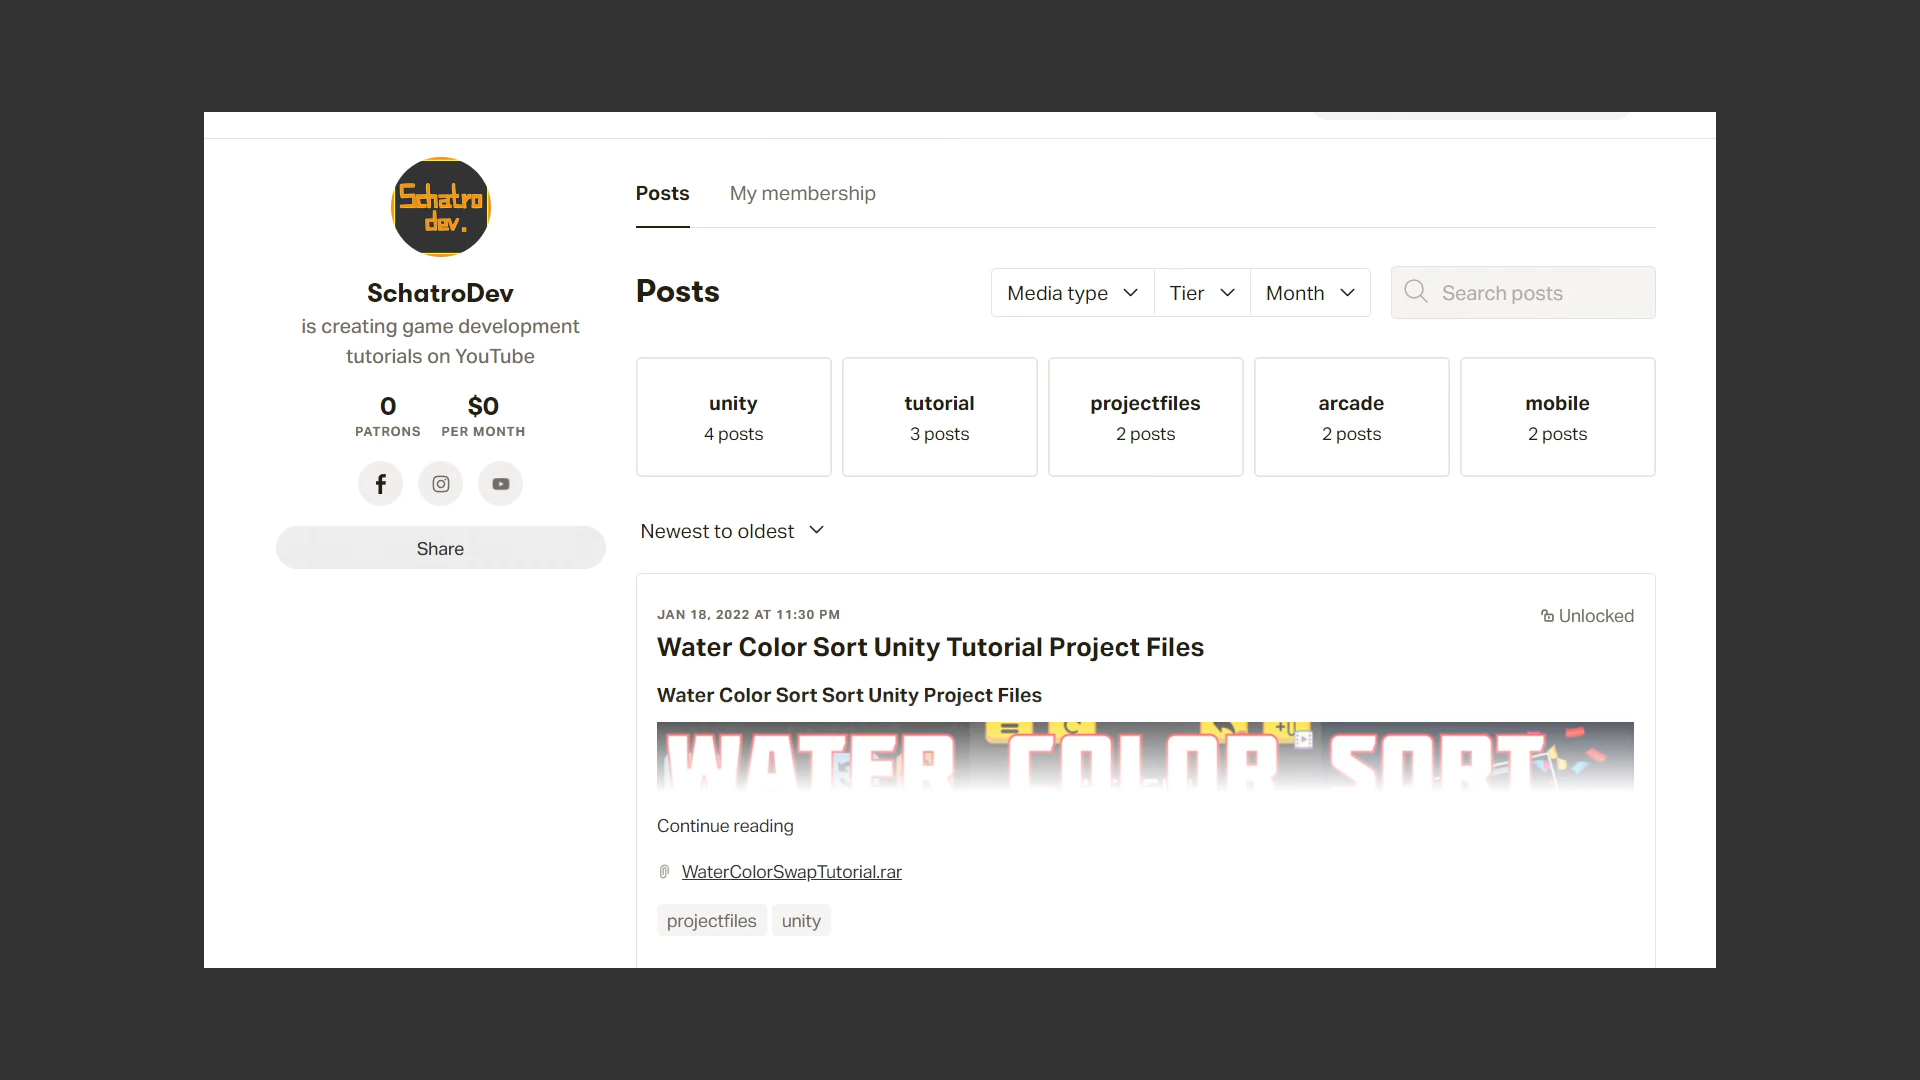 Schatro
dev.
SchatroDev
is creating game development
tutorials on YouTube
0
PATRONS
$0
PER MONTH
Share
Posts
My membership
Posts
Media type
Tier
Month
Search posts
unity
4 posts
tutorial
3 posts
projectfiles
2 posts
arcade
2 posts
mobile
2 posts
Newest to oldest
JAN 18, 2022 AT 11:30 PM
Unlocked
Water Color Sort Unity Tutorial Project Files
Water Color Sort Sort Unity Project Files
WATER COLOR SORT
Continue reading
WaterColorSwapTutorial.rar
projectfiles
unity